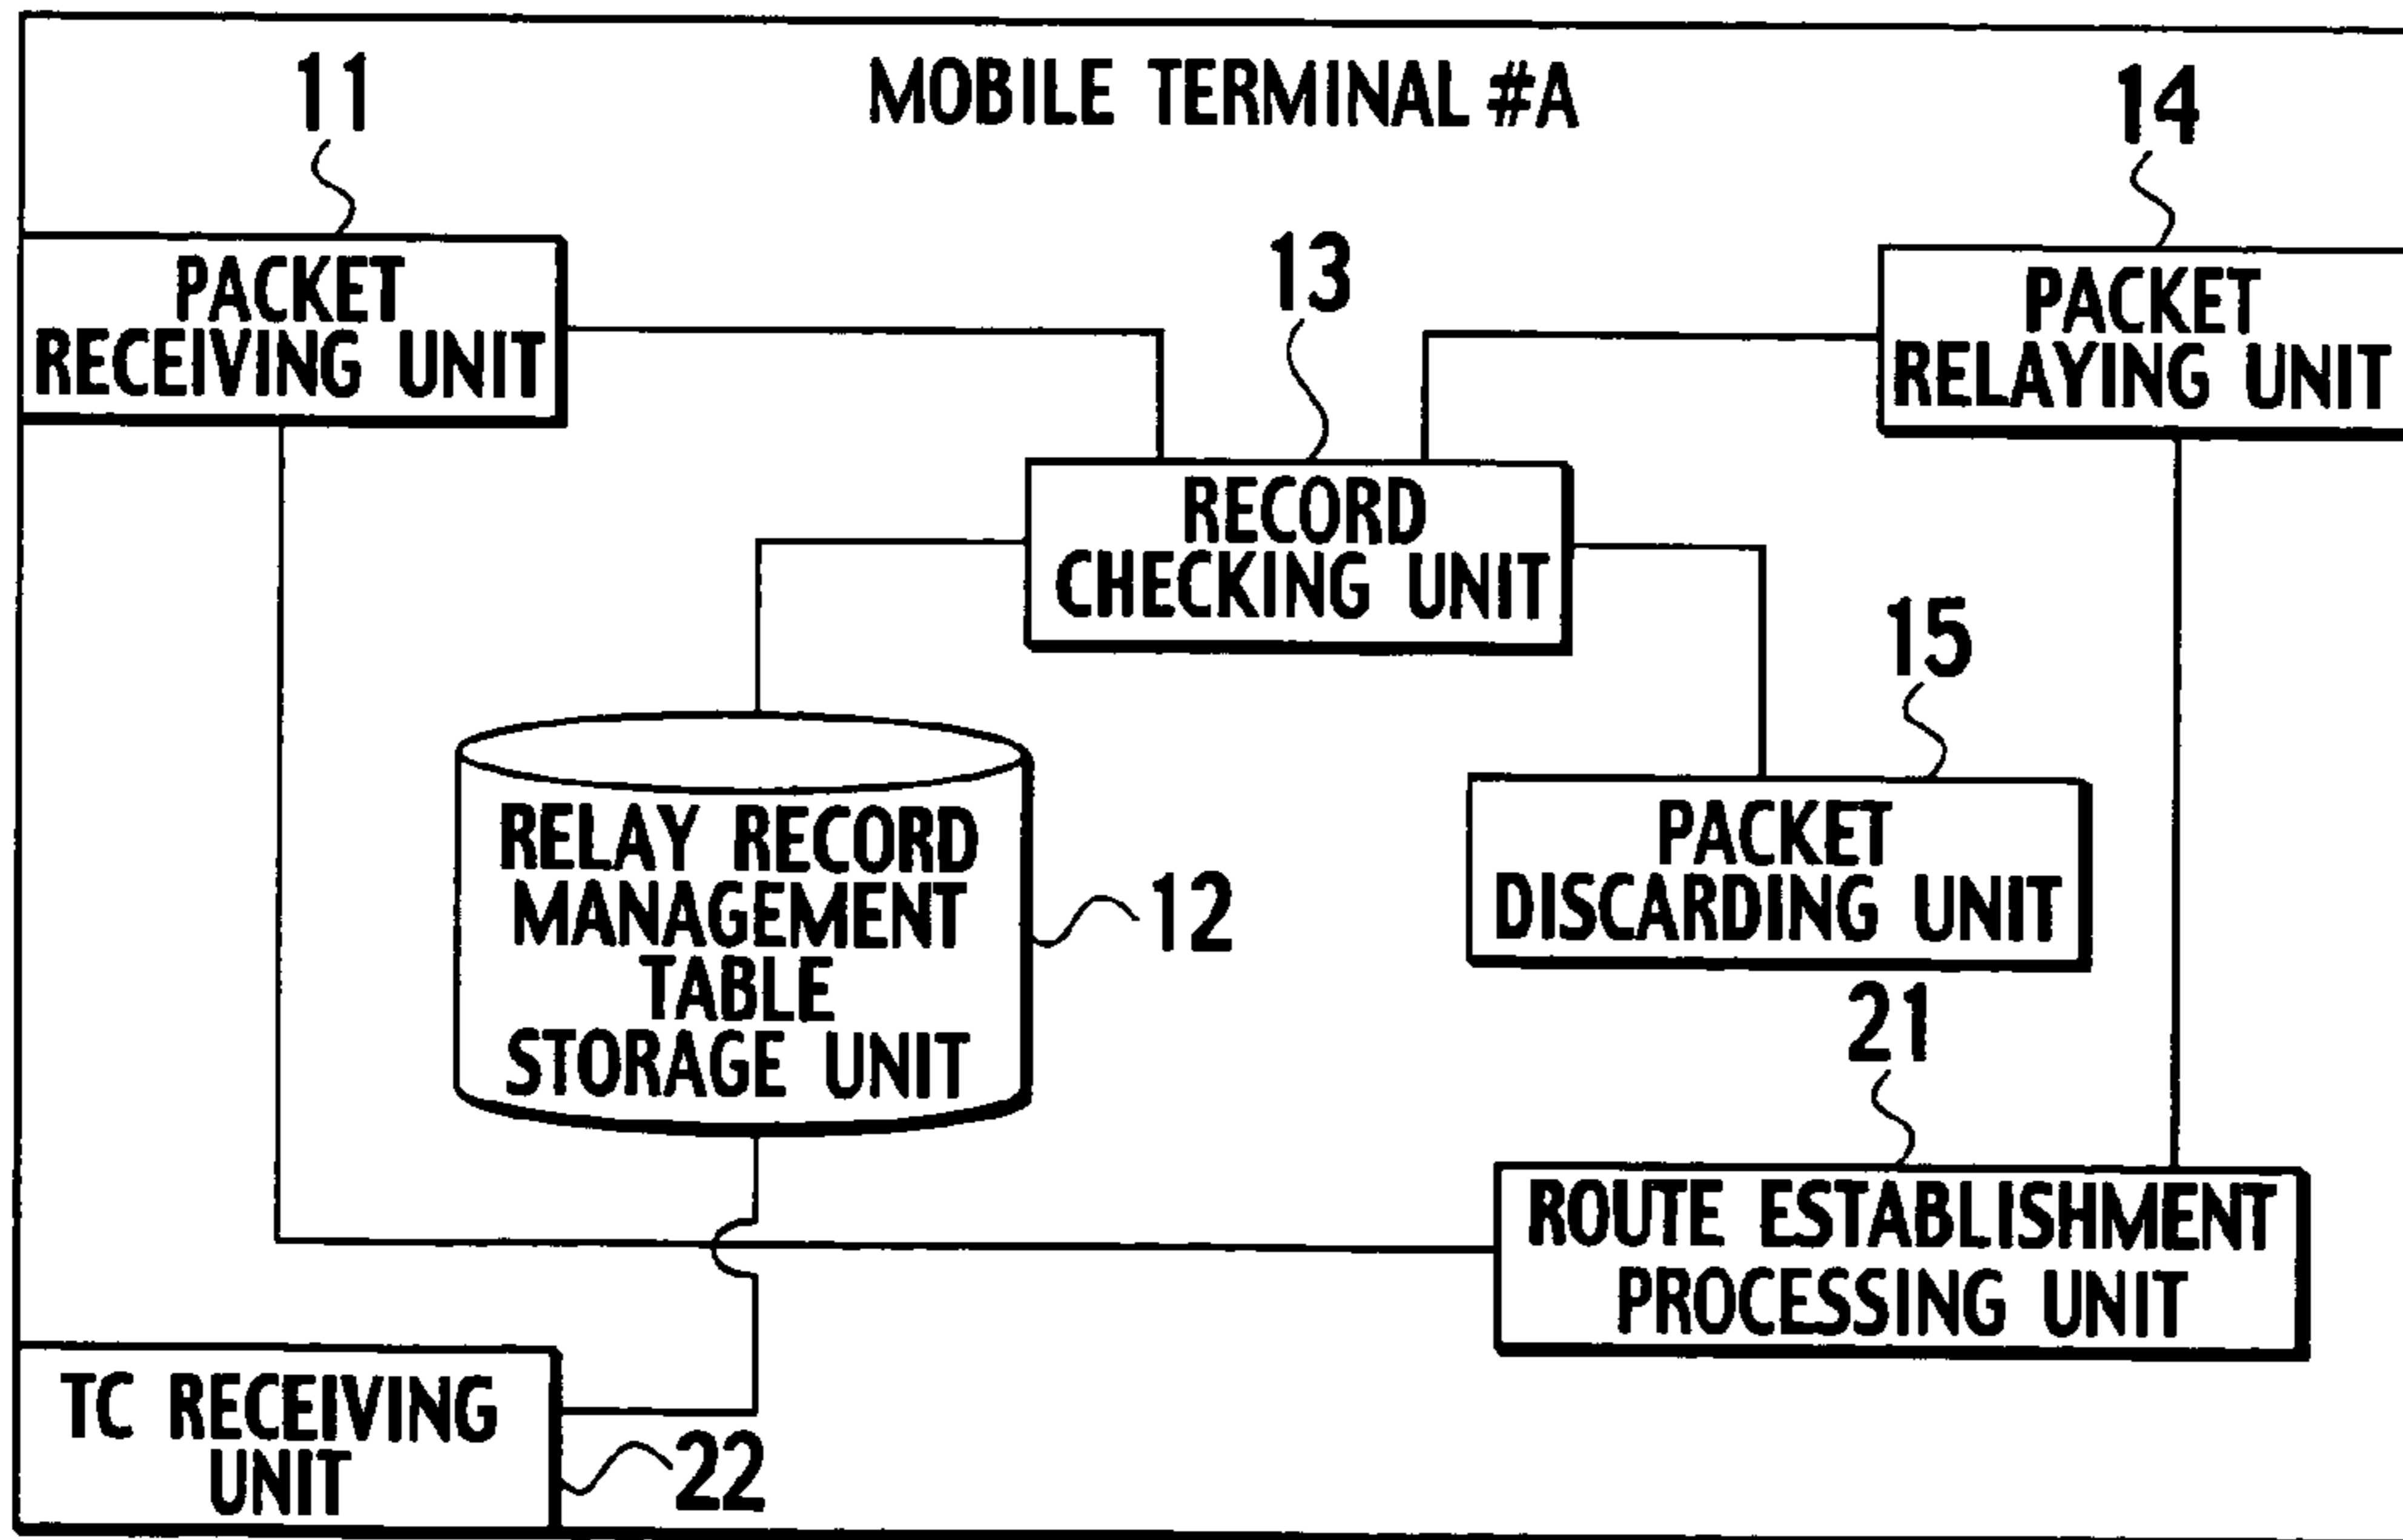 MOBILE TERMINAL #A
11
14
PACKET
RECEIVING UNIT
13
PACKET
RELAYING UNIT
RECORD
CHECKING UNIT
15
RELAY RECORD
MANAGEMENT
TABLE
STORAGE UNIT
12
PACKET
DISCARDING UNIT
21
ROUTE ESTABLISHMENT
PROCESSING UNIT
TC RECEIVING
UNIT
22